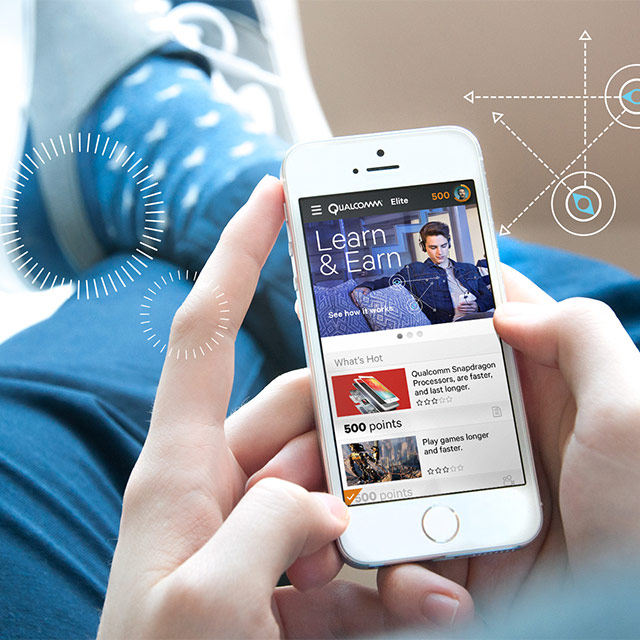 QUALCOMM Elite 500
Learn
& Earn
See how it works
What's Hot
Qualcomm Snapdragon
Processors, are faster,
and last longer.
500 points
Play games longer
and faster.
500 points